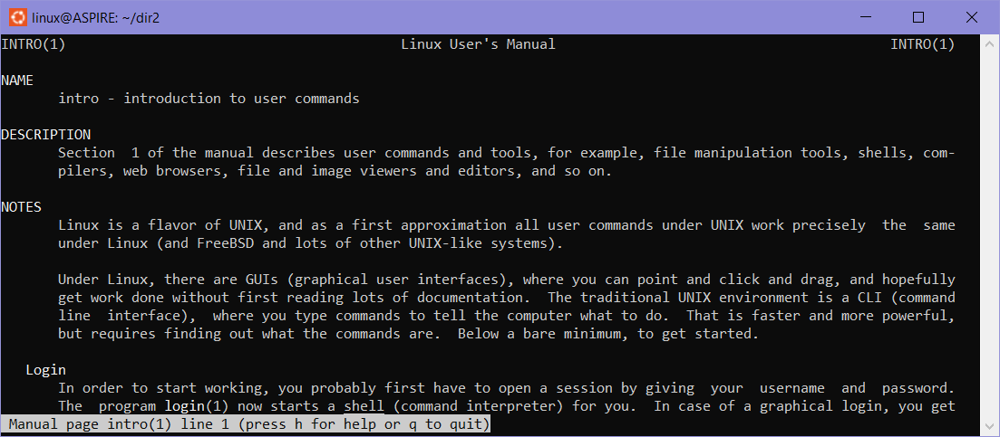 linux@ASPIRE: ~/dir2
INTRO(1) Linux User's Manual INTRO(1)
NAME
intro - introduction to user commands
DESCRIPTION
Section  1 of the manual describes user commands and tools, for example, file manipulation tools, shells, com-
pilers, web browsers, file and image viewers and editors, and so on.
NOTES
Linux is a flavor of UNIX, and as a first approximation all user commands under UNIX work precisely  the  same
under Linux (and FreeBSD and lots of other UNIX-like systems).
Under Linux, there are GUIs (graphical user interfaces), where you can point and click and drag, and hopefully
get work done without first reading lots of documentation.  The traditional UNIX environment is a CLI (command
line  interface),  where you type commands to tell the computer what to do.  That is faster and more powerful,
but requires finding out what the commands are.  Below a bare minimum, to get started.
Login
In order to start working, you probably first have to open a session by giving  your  username  and  password.
The  program login(1) now starts a shell (command interpreter) for you.  In case of a graphical login, you get
Manual page intro(1) line 1 (press h for help or q to quit)